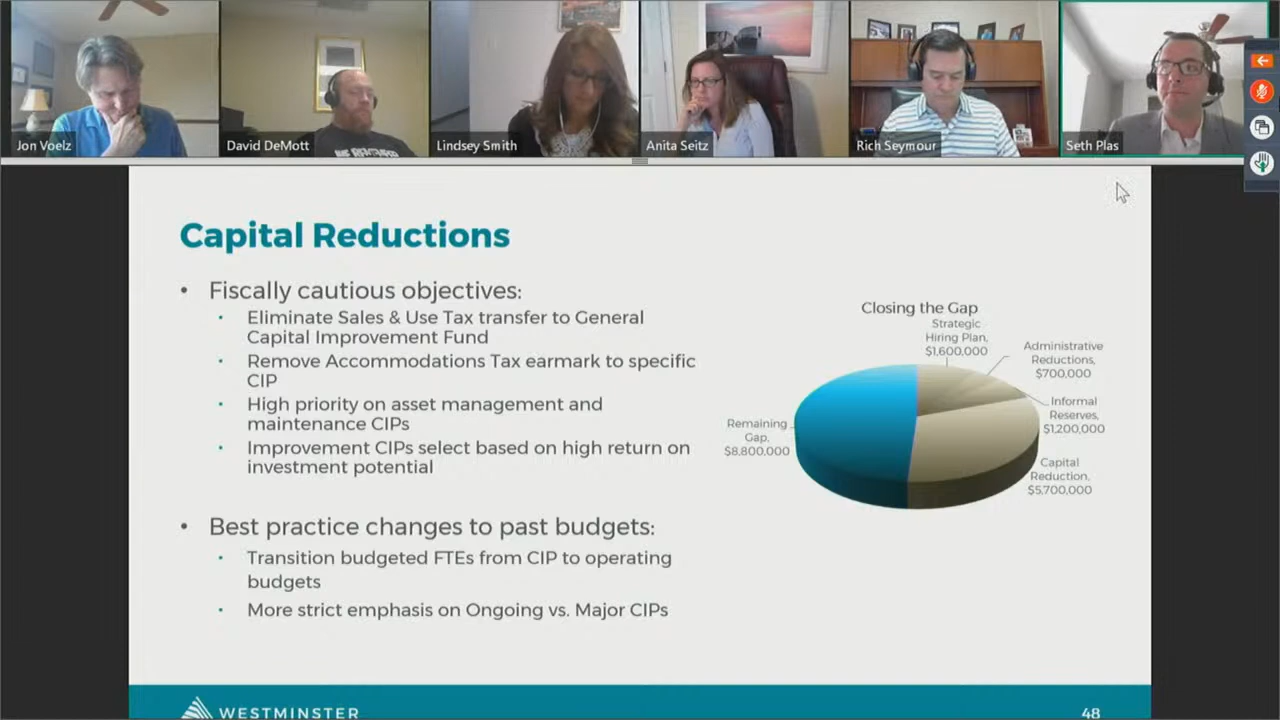 Jon Voelz
David DeMott
Lindsey Smith
Anita Seitz
Rich Seymour
Seth Plas
Capital Reductions
• Fiscally cautious objectives:
• Eliminate Sales & Use Tax transfer to General
Capital Improvement Fund
• Remove Accommodations Tax earmark to specific
CIP
• High priority on asset management and
maintenance CIPs
• Improvement CIPs select based on high return on
investment potential
• Best practice changes to past budgets:
• Transition budgeted FTEs from CIP to operating
budgets
• More strict emphasis on Ongoing vs. Major CIPs
Closing the Gap
Strategic
Hiring Plan,
$1,600,000
Administrative
Reductions,
$700,000
Informal
Reserves,
$1,200,000
Capital
Reduction,
$5,700,000
Remaining
Gap,
$8,800,000
WESTMINSTER
48